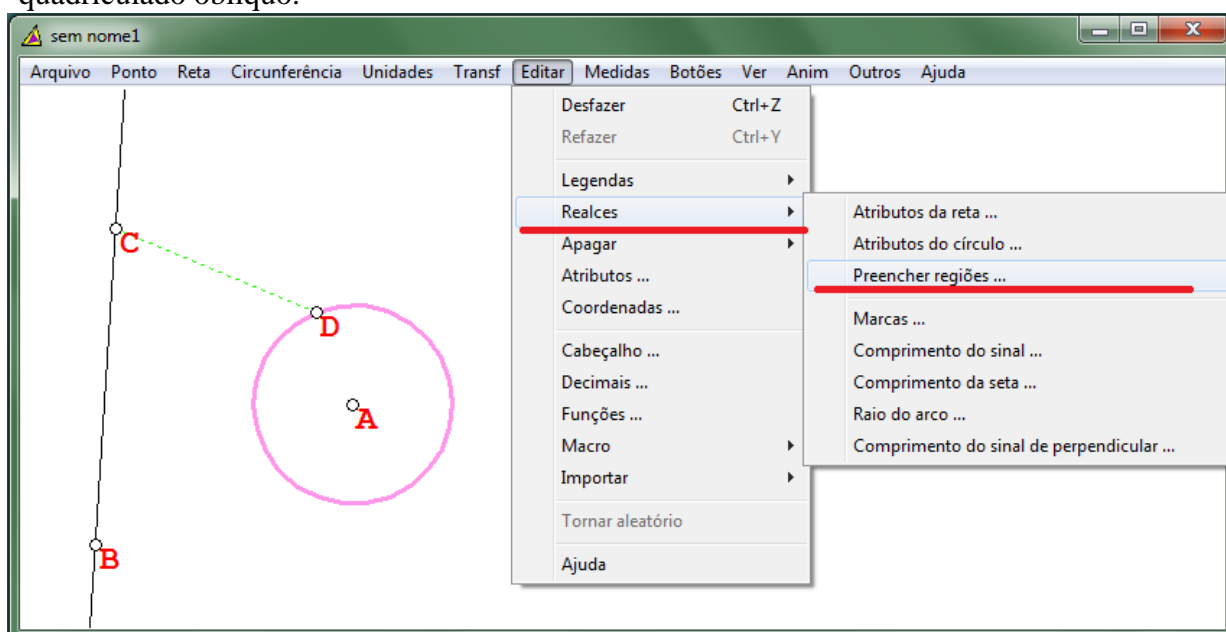 quadriculado oblíquo.
sem nome1
Arquivo Ponto Reta Circunferência Unidades Transf Editar Medidas Botões Ver Anim Outros Ajuda
Desfazer Ctrl+Z
Refazer Ctrl+Y
Legendas
Realces
Apagar
Atributos ...
Coordenadas ...
Cabeçalho ...
Decimais ...
Funções ...
Macro
Importar
Tornar aleatório
Ajuda
Atributos da reta ...
Atributos do círculo ...
Preencher regiões ...
Marcas ...
Comprimento do sinal ...
Comprimento da seta ...
Raio do arco ...
Comprimento do sinal de perpendicular ...
C
D
A
B